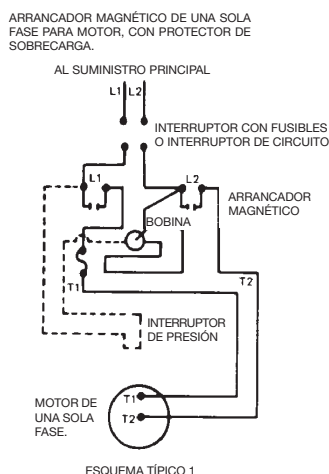 ARRANCADOR MAGNÉTICO DE UNA SOLA
FASE PARA MOTOR, CON PROTECTOR DE
SOBRECARGA.
AL SUMINISTRO PRINCIPAL
L1 L2
INTERRUPTOR CON FUSIBLES
O INTERRUPTOR DE CIRCUITO
L1
L2
ARRANCADOR
MAGNÉTICO
BOBINA
T1
T2
INTERRUPTOR
DE PRESIÓN
MOTOR DE
UNA SOLA
FASE.
T1
T2
ESQUEMA TÍPICO 1